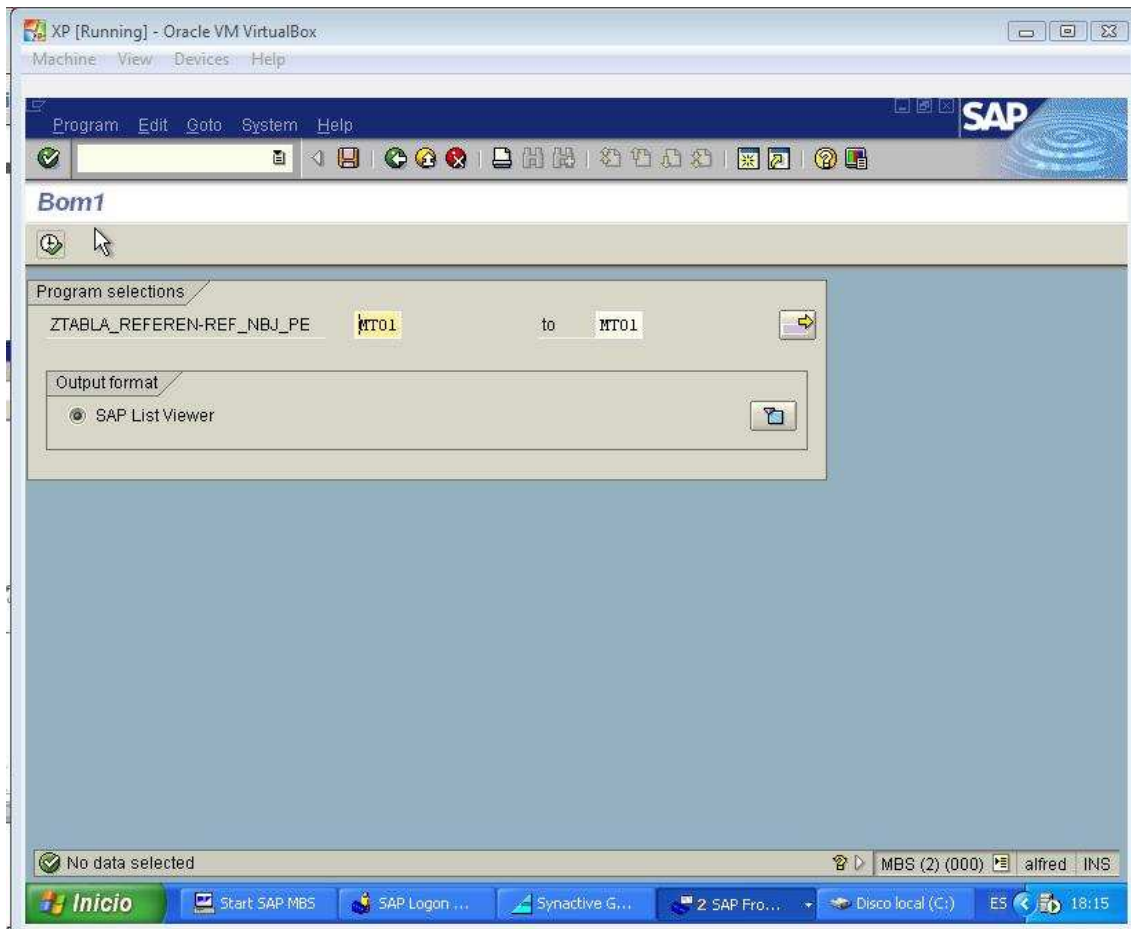 XP [Running] - Oracle VM VirtualBox
Machine View Devices Help
Program Edit Goto System Help
SAP
Bom1
Program selections
ZTABLA_REFEREN-REF_NBJ_PE MT01 to MT01
Output format
SAP List Viewer
No data selected
MBS (2) (000) alfred INS
Inicio Start SAP MBS SAP Logon ... Synactive G... 2 SAP Fro... Disco local (C:) ES 18:15